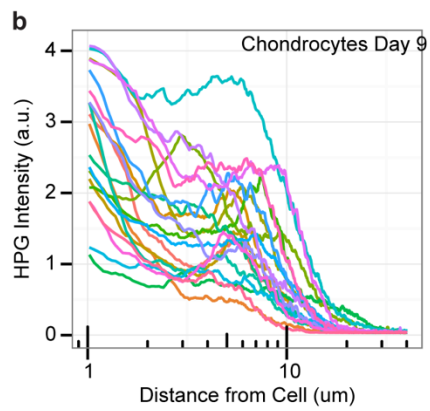 b
Chondrocytes Day 9
HPG Intensity (a.u.)
4
3
2
1
0
1
10
Distance from Cell (um)